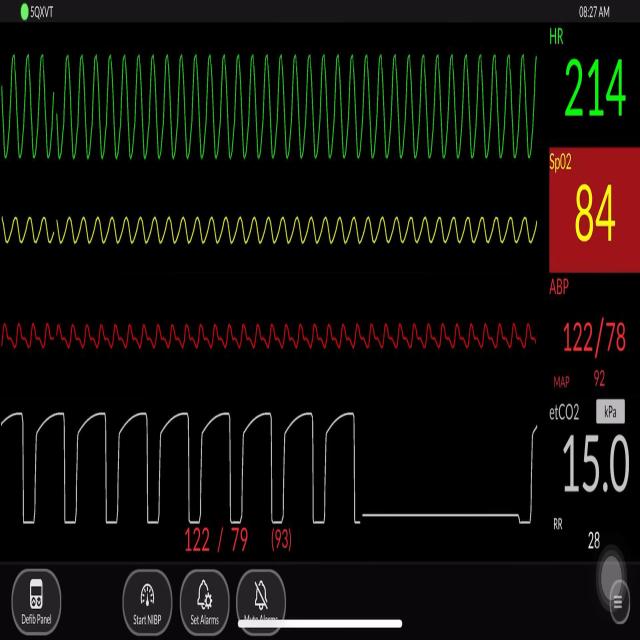 5QXVT
08:27 AM
HR
214
SpO2
84
ABP
122/78
MAP 92
etCO2 kPa
15.0
RR
28
122 / 79 (93)
Defib Panel
Start NIBP
Set Alarms
Mute Alarms